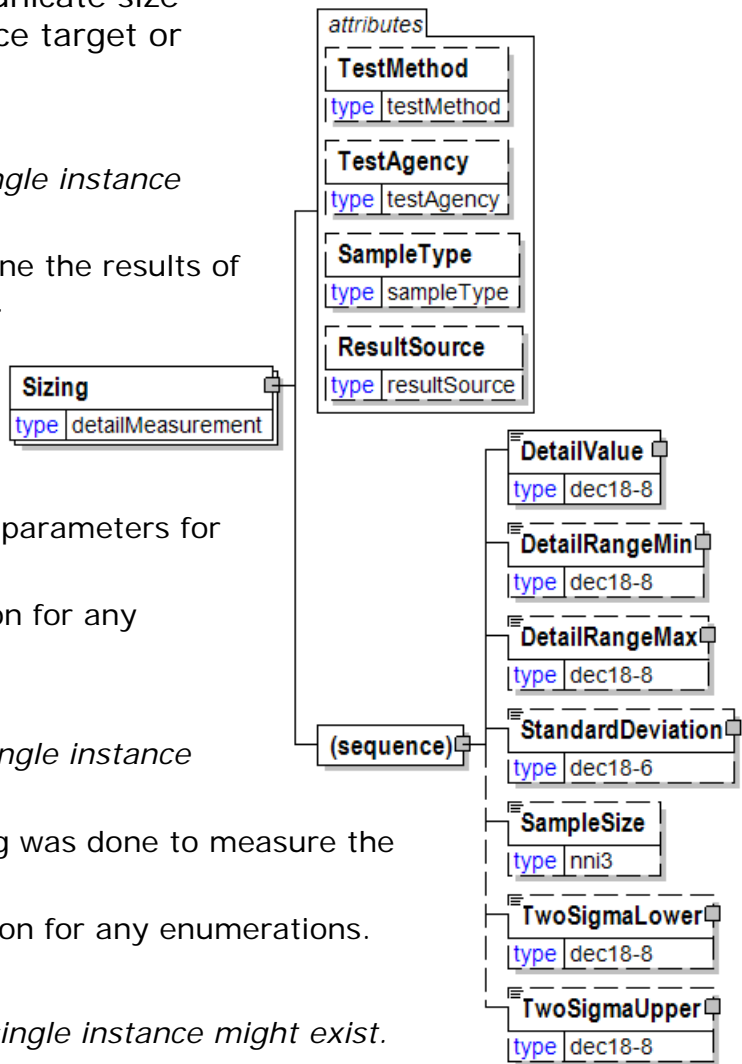 unicate size
ce target or
ngle instance
ne the results of
.
parameters for
on for any
ngle instance
g was done to measure the
on for any enumerations.
single instance might exist.
Sizing
type detailMeasurement
attributes
TestMethod
type testMethod
TestAgency
type testAgency
SampleType
type sampleType
ResultSource
type resultSource
(sequence)
DetailValue
type dec18-8
DetailRangeMin
type dec18-8
DetailRangeMax
type dec18-8
StandardDeviation
type dec18-6
SampleSize
type nni3
TwoSigmaLower
type dec18-8
TwoSigmaUpper
type dec18-8